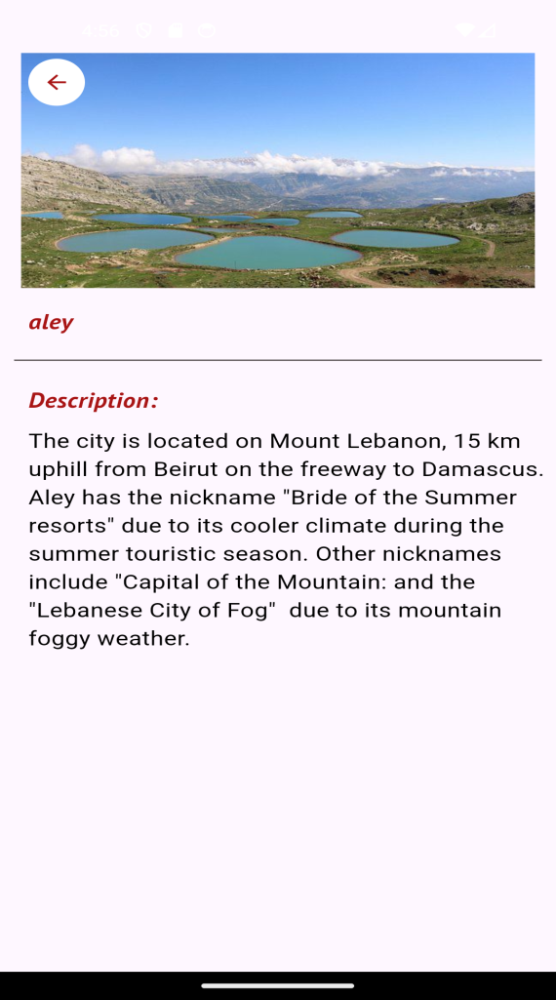 4:56
aley
Description:
The city is located on Mount Lebanon, 15 km
uphill from Beirut on the freeway to Damascus.
Aley has the nickname "Bride of the Summer
resorts" due to its cooler climate during the
summer touristic season. Other nicknames
include "Capital of the Mountain: and the
"Lebanese City of Fog"  due to its mountain
foggy weather.